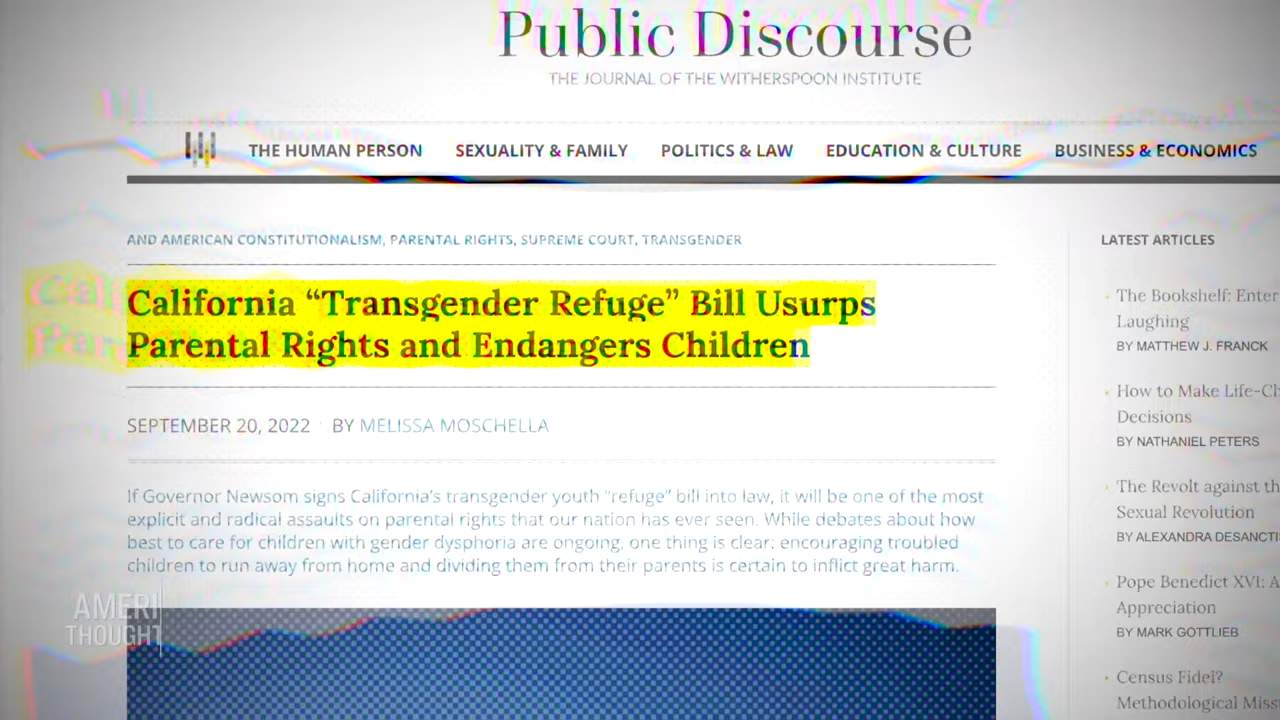 Public Discourse
THE JOURNAL OF THE WITHERSPOON INSTITUTE
THE HUMAN PERSON SEXUALITY & FAMILY POLITICS & LAW EDUCATION & CULTURE BUSINESS & ECONOMICS
AND AMERICAN CONSTITUTIONALISM, PARENTAL RIGHTS, SUPREME COURT, TRANSGENDER
California “Transgender Refuge” Bill Usurps
Parental Rights and Endangers Children
SEPTEMBER 20, 2022 BY MELISSA MOSCHELLA
If Governor Newsom signs California’s transgender youth “refuge” bill into law, it will be one of the most
explicit and radical assaults on parental rights that our nation has ever seen. While debates about how
best to care for children with gender dysphoria are ongoing, one thing is clear: encouraging troubled
children to run away from home and dividing them from their parents is certain to inflict great harm.
LATEST ARTICLES
The Bookshelf: Enter
Laughing
BY MATTHEW J. FRANCK
How to Make Life-Ch
Decisions
BY NATHANIEL PETERS
The Revolt against th
Sexual Revolution
BY ALEXANDRA DESANCTI
Pope Benedict XVI: A
Appreciation
BY MARK GOTTLIEB
Census Fidei?
Methodological Miss
AMERI
THOUGHT